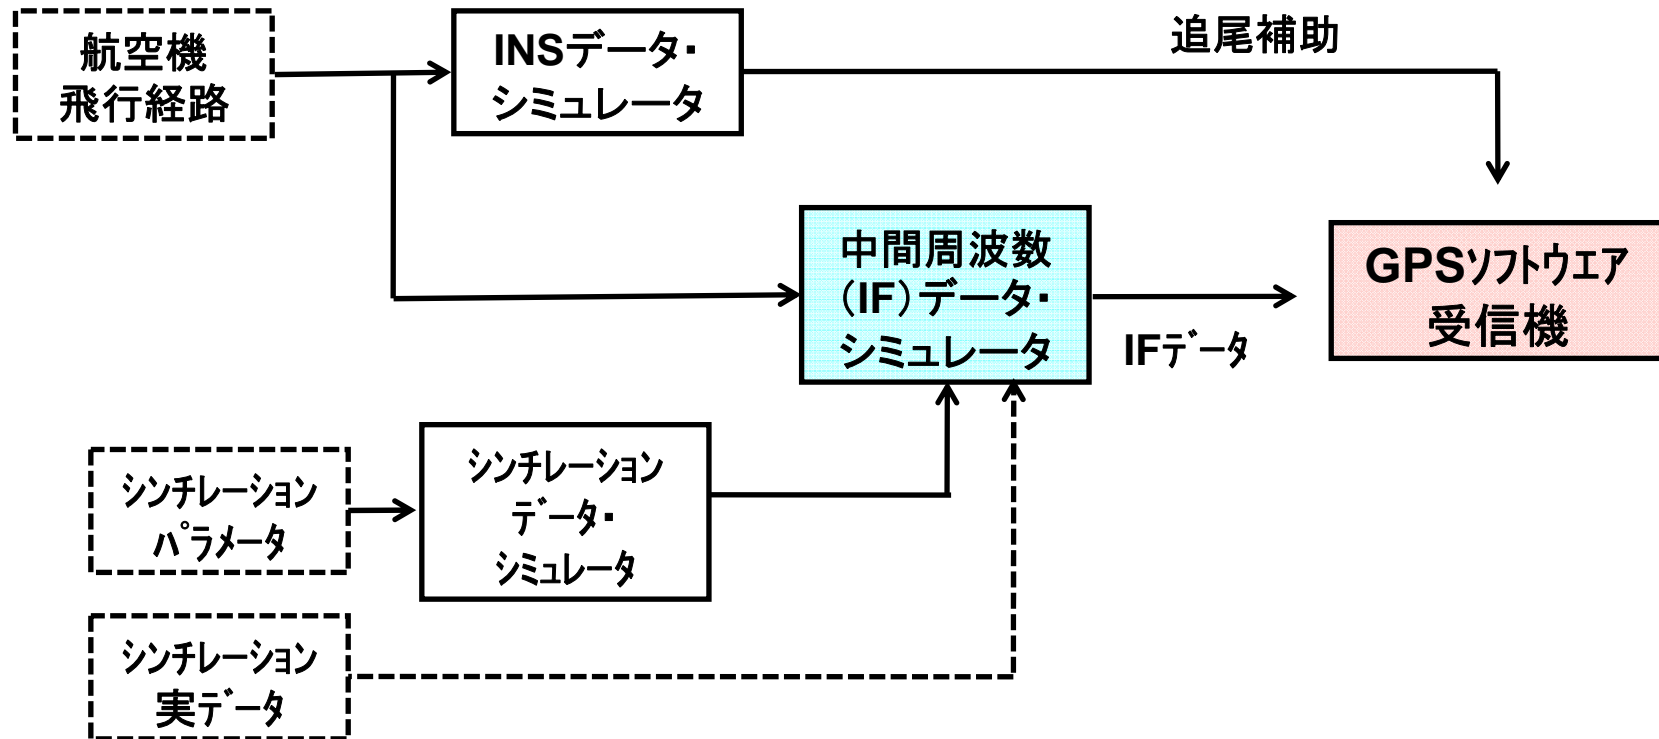 航空機
飛行経路
INSデータ・
シミュレータ
追尾補助
中間周波数
（IF）データ・
シミュレータ
IFデータ
GPSソフトウエア
受信機
シンチレーション
パラメータ
シンチレーション
データ・
シミュレータ
シンチレーション
実データ